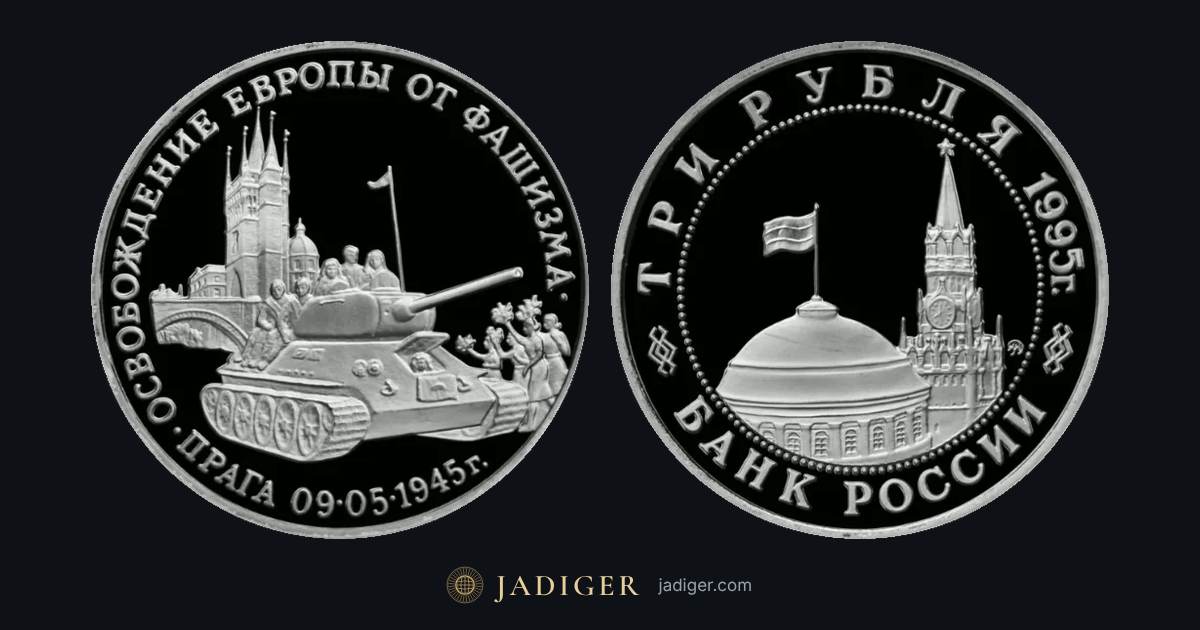 ОСВОБОЖДЕНИЕ ЕВРОПЫ ОТ ФАШИЗМА·
·ПРАГА 09·05·1945г.
ТРИ РУБЛЯ 1995г.
БАНК РОССИИ
JADIGER jadiger.com